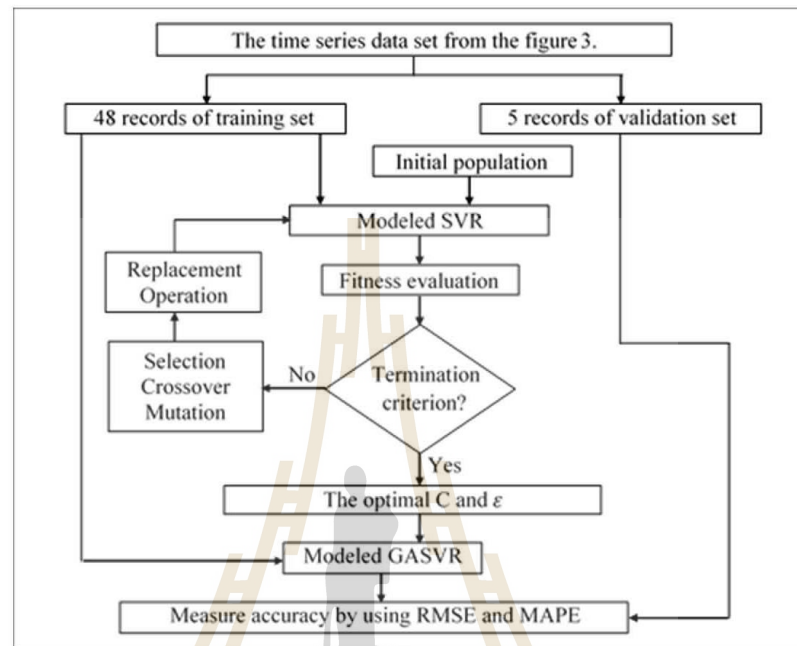 The time series data set from the figure 3.
48 records of training set
5 records of validation set
Initial population
Modeled SVR
Replacement
Operation
Fitness evaluation
Selection
Crossover
Mutation
No
Termination
criterion?
Yes
The optimal C and ε
Modeled GASVR
Measure accuracy by using RMSE and MAPE